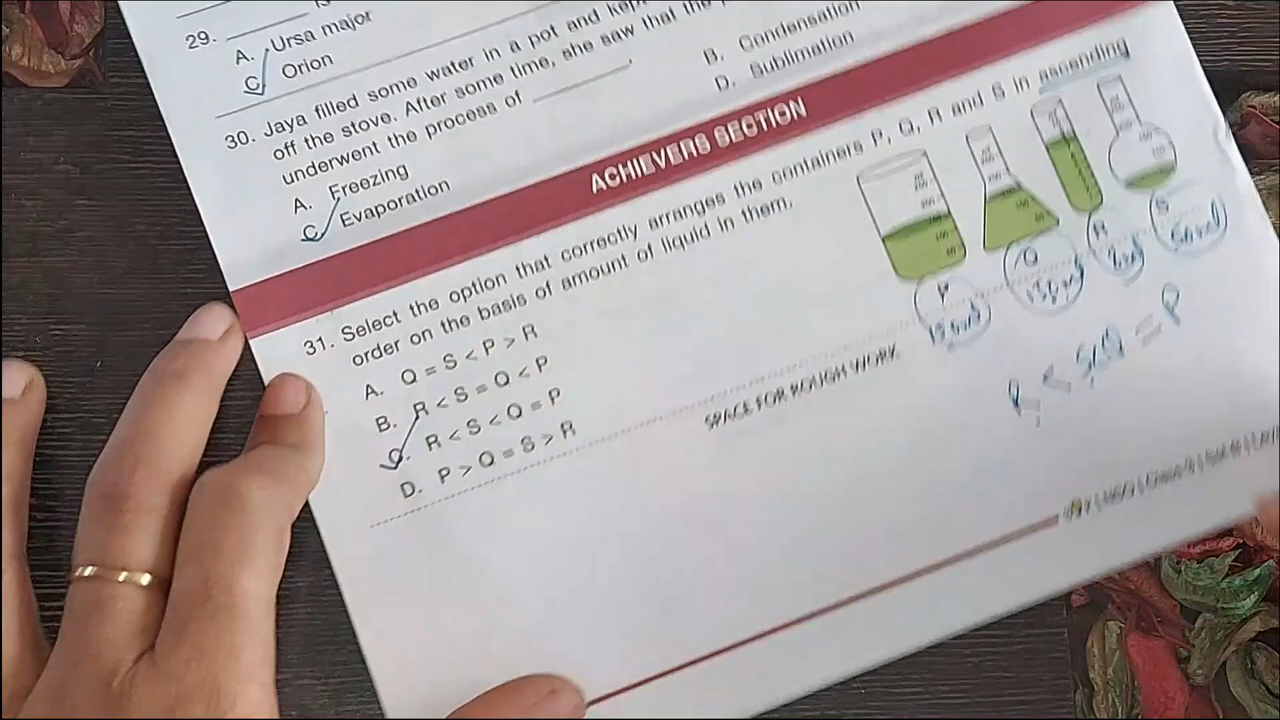 29.
A. Ursa major
C. Orion
30. Jaya filled some water in a pot and kept
off the stove. After some time, she saw that the
underwent the process of
A. Freezing
B. Condensation
C. Evaporation
D. Sublimation
ACHIEVERS SECTION
31. Select the option that correctly arranges the containers P, Q, R and S in ascending
order on the basis of amount of liquid in them.
A. Q = S < P > R
B. R < S = Q < P
C. R < S < Q = P
D. P > Q = S > R
P
Q
R
S
R < S < Q = P
SPACE FOR ROUGH WORK